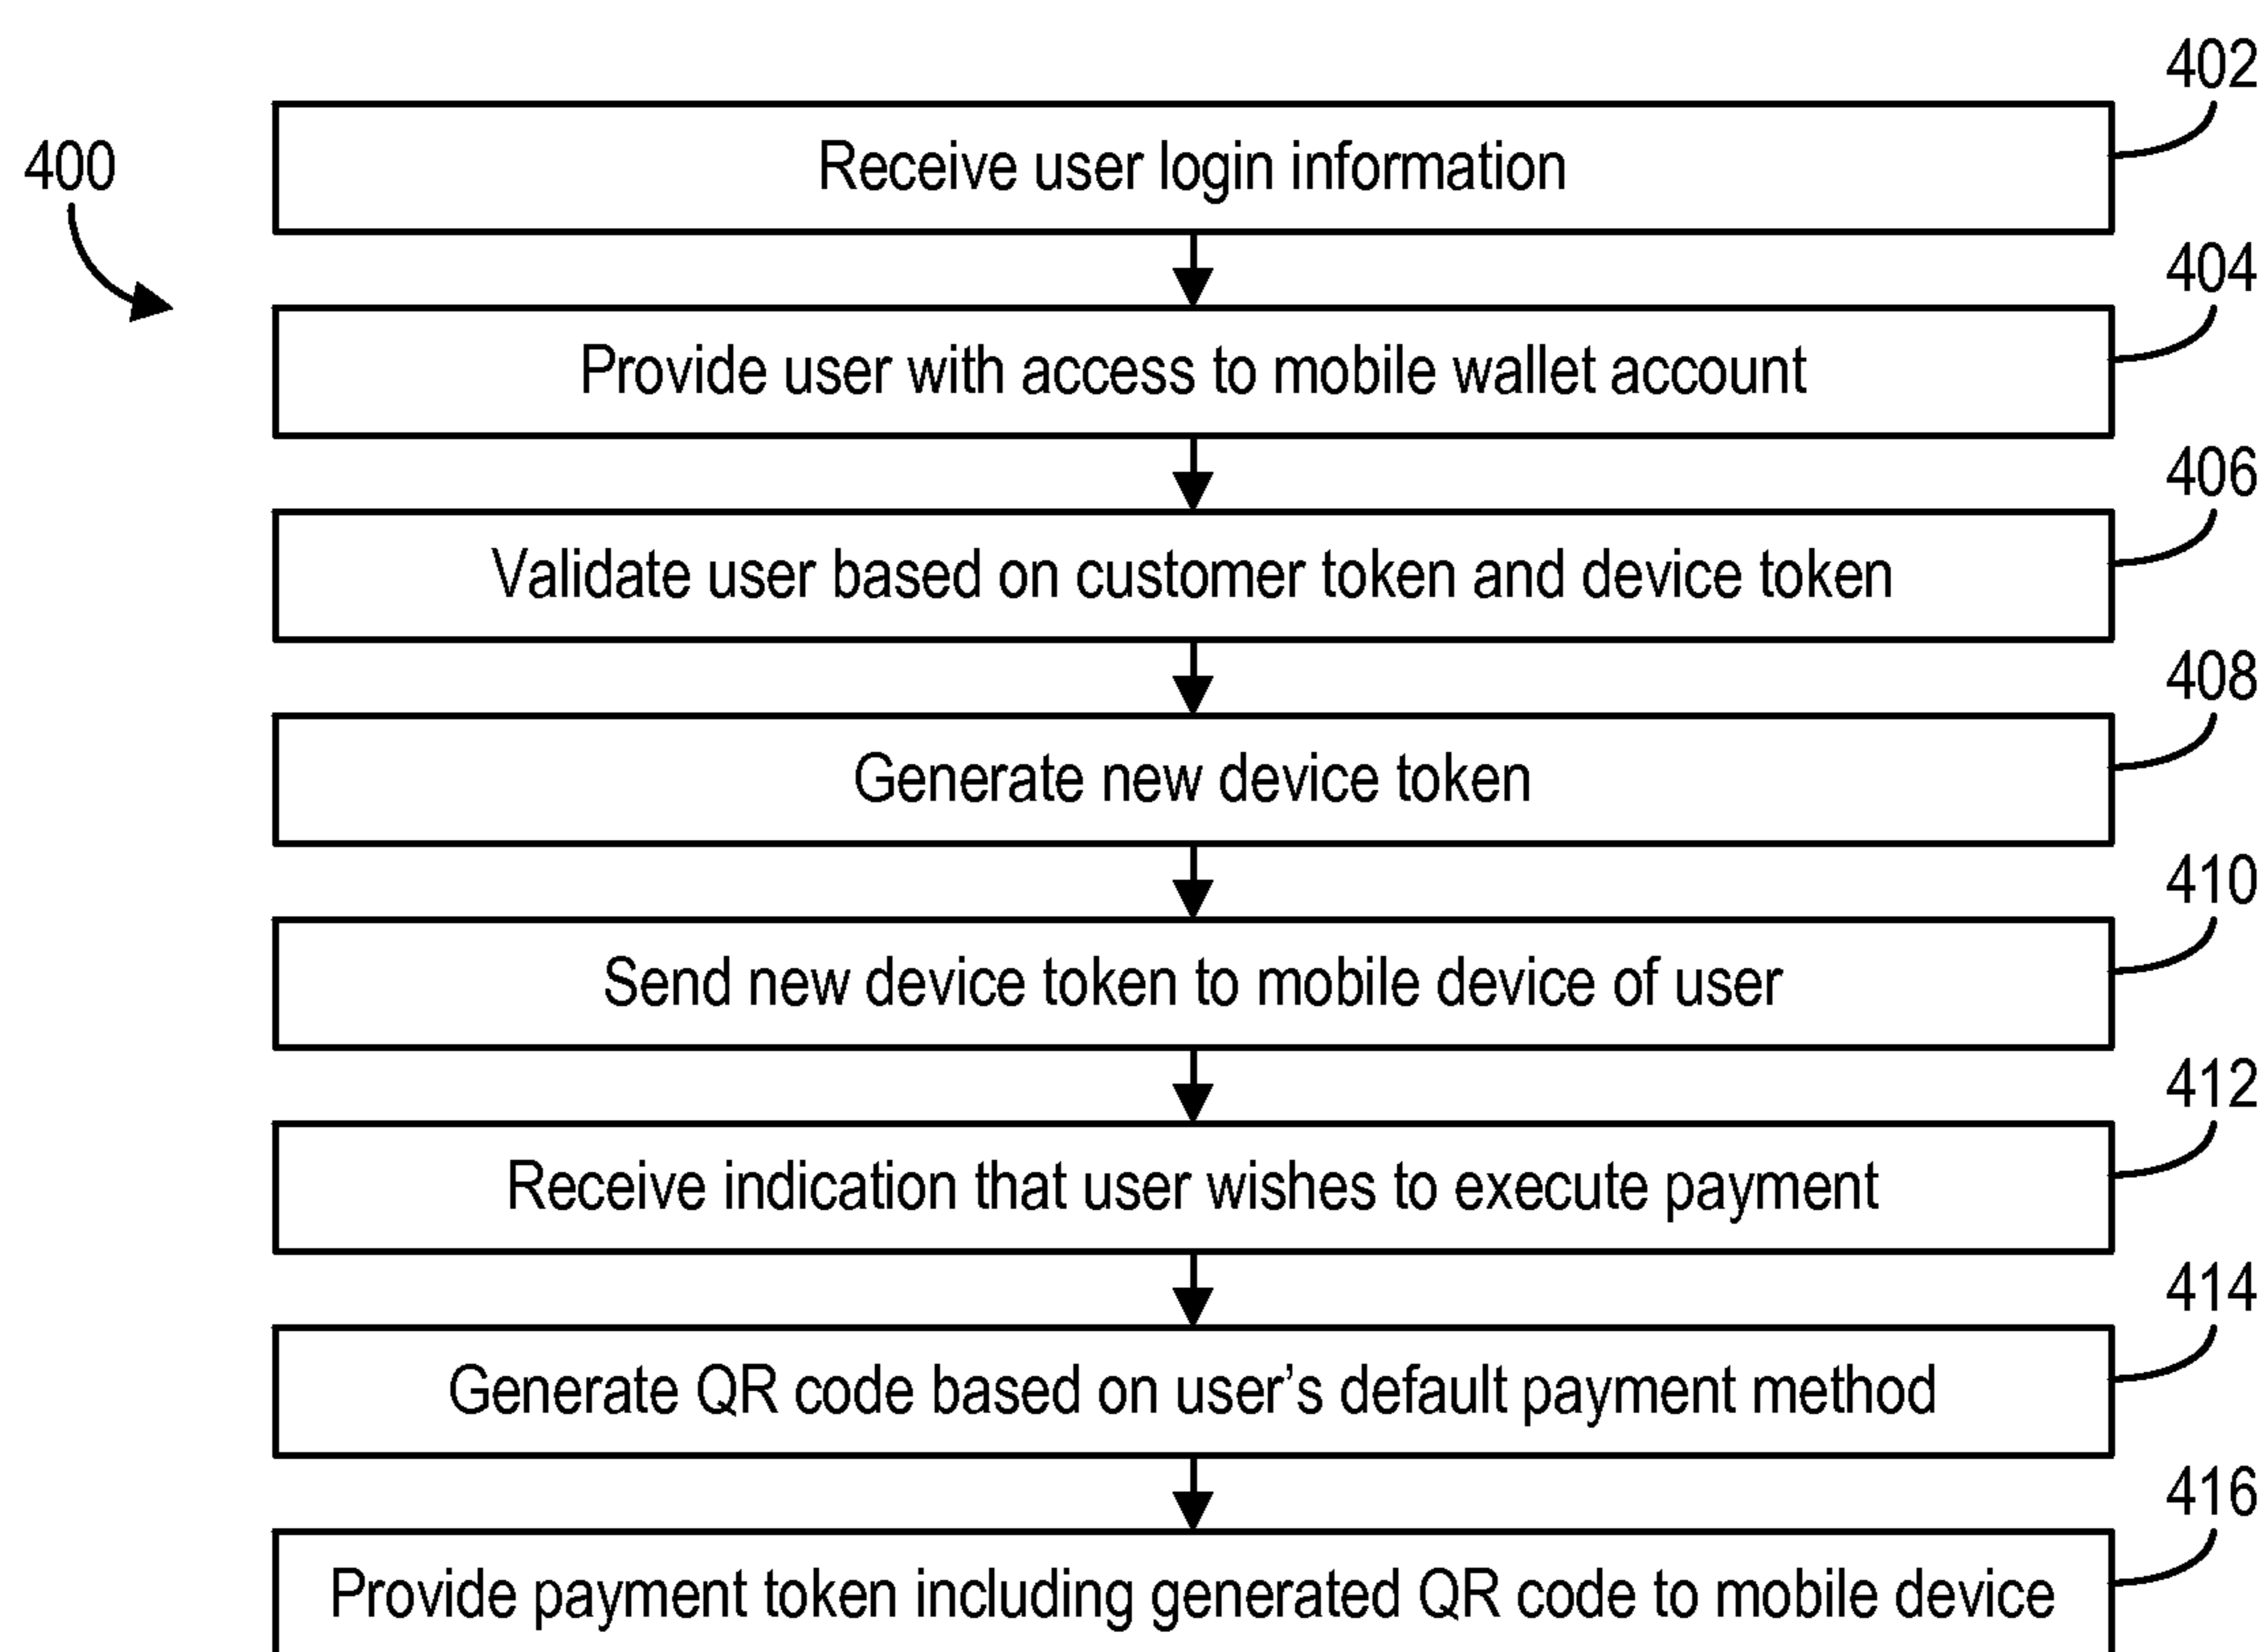 402
Receive user login information
400
404
Provide user with access to mobile wallet account
406
Validate user based on customer token and device token
408
Generate new device token
410
Send new device token to mobile device of user
412
Receive indication that user wishes to execute payment
414
Generate QR code based on user’s default payment method
416
Provide payment token including generated QR code to mobile device